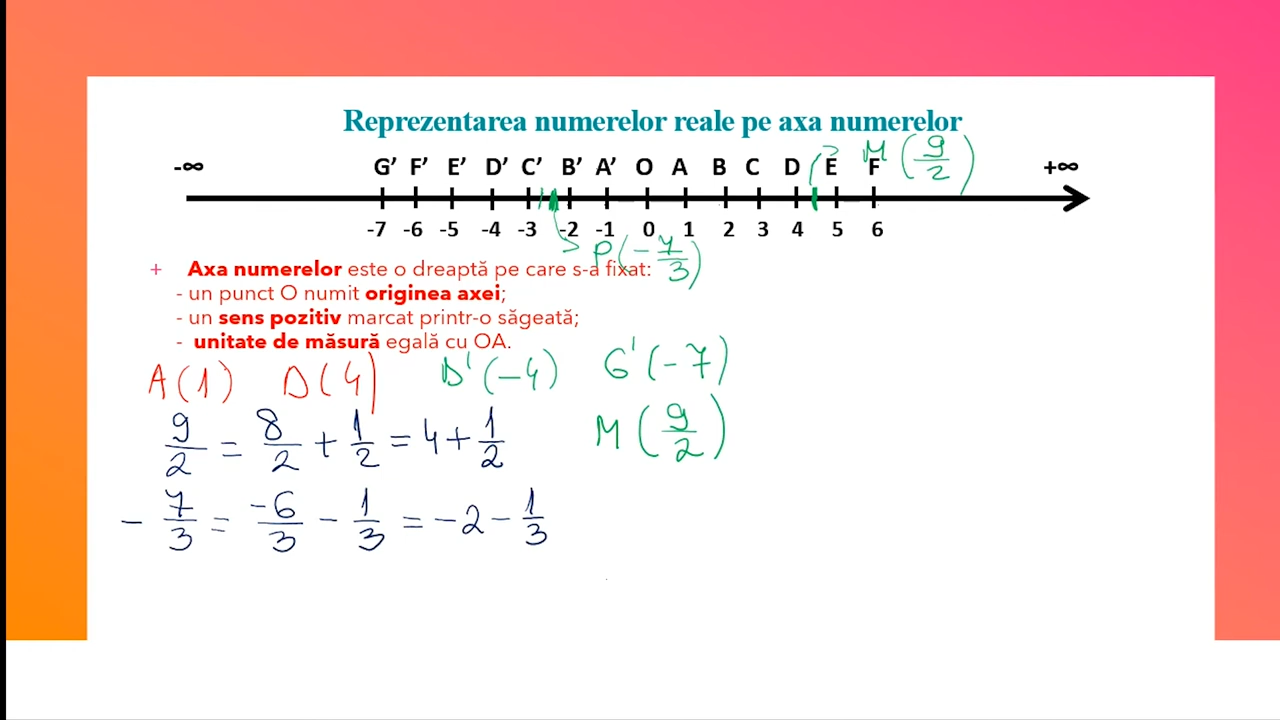 Reprezentarea numerelor reale pe axa numerelor
-∞ G’ F’ E’ D’ C’ B’ A’ O A B C D E F +∞
M (9/2)
-7 -6 -5 -4 -3 -2 -1 0 1 2 3 4 5 6
P(-7/3)
+ Axa numerelor este o dreaptă pe care s-a fixat:
- un punct O numit originea axei;
- un sens pozitiv marcat printr-o săgeată;
- unitate de măsură egală cu OA.
A(1) D(4) D'(-4) G'(-7)
9/2 = 8/2 + 1/2 = 4 + 1/2 M (9/2)
- 7/3 = -6/3 - 1/3 = -2 - 1/3